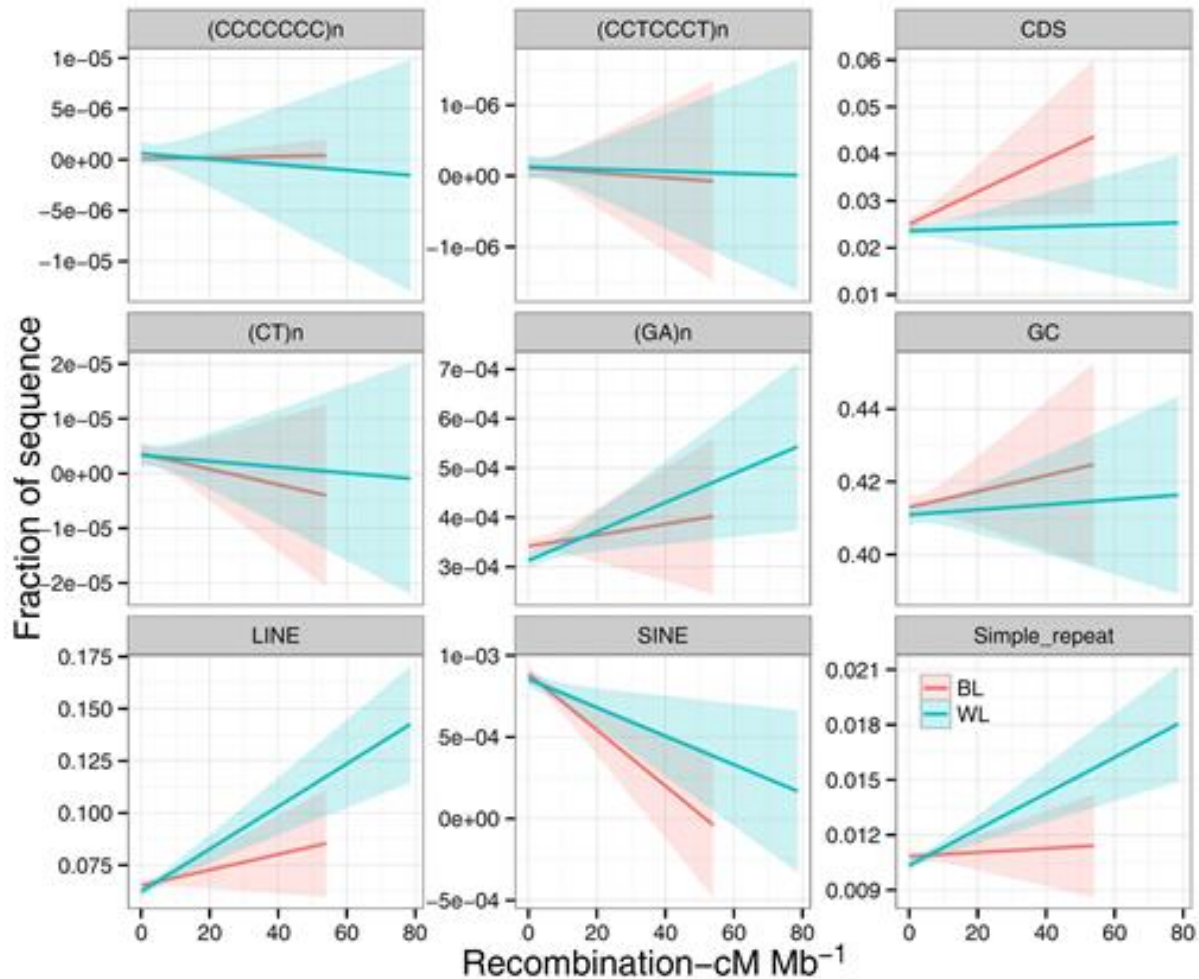 (CCCCCCC)n
(CCTCCCT)n
CDS
1e−05
5e−06
0e+00
−5e−06
−1e−05
1e−06
0e+00
−1e−06
0.06
0.05
0.04
0.03
0.02
0.01
(CT)n
(GA)n
GC
2e−05
1e−05
0e+00
−1e−05
−2e−05
7e−04
6e−04
5e−04
4e−04
3e−04
0.44
0.42
0.40
Fraction of sequence
LINE
SINE
Simple_repeat
0.175
0.150
0.125
0.100
0.075
1e−03
5e−04
0e+00
−5e−04
0.021
0.018
0.015
0.012
0.009
BL
WL
0 20 40 60 80
0 20 40 60 80
0 20 40 60 80
Recombination−cM Mb⁻¹